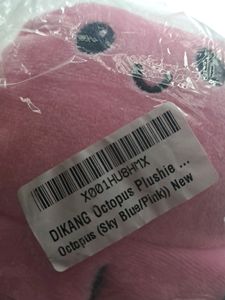 X001HU8HMX
DIKANG Octopus Plushie ...
Octopus (Sky Blue/Pink)) New